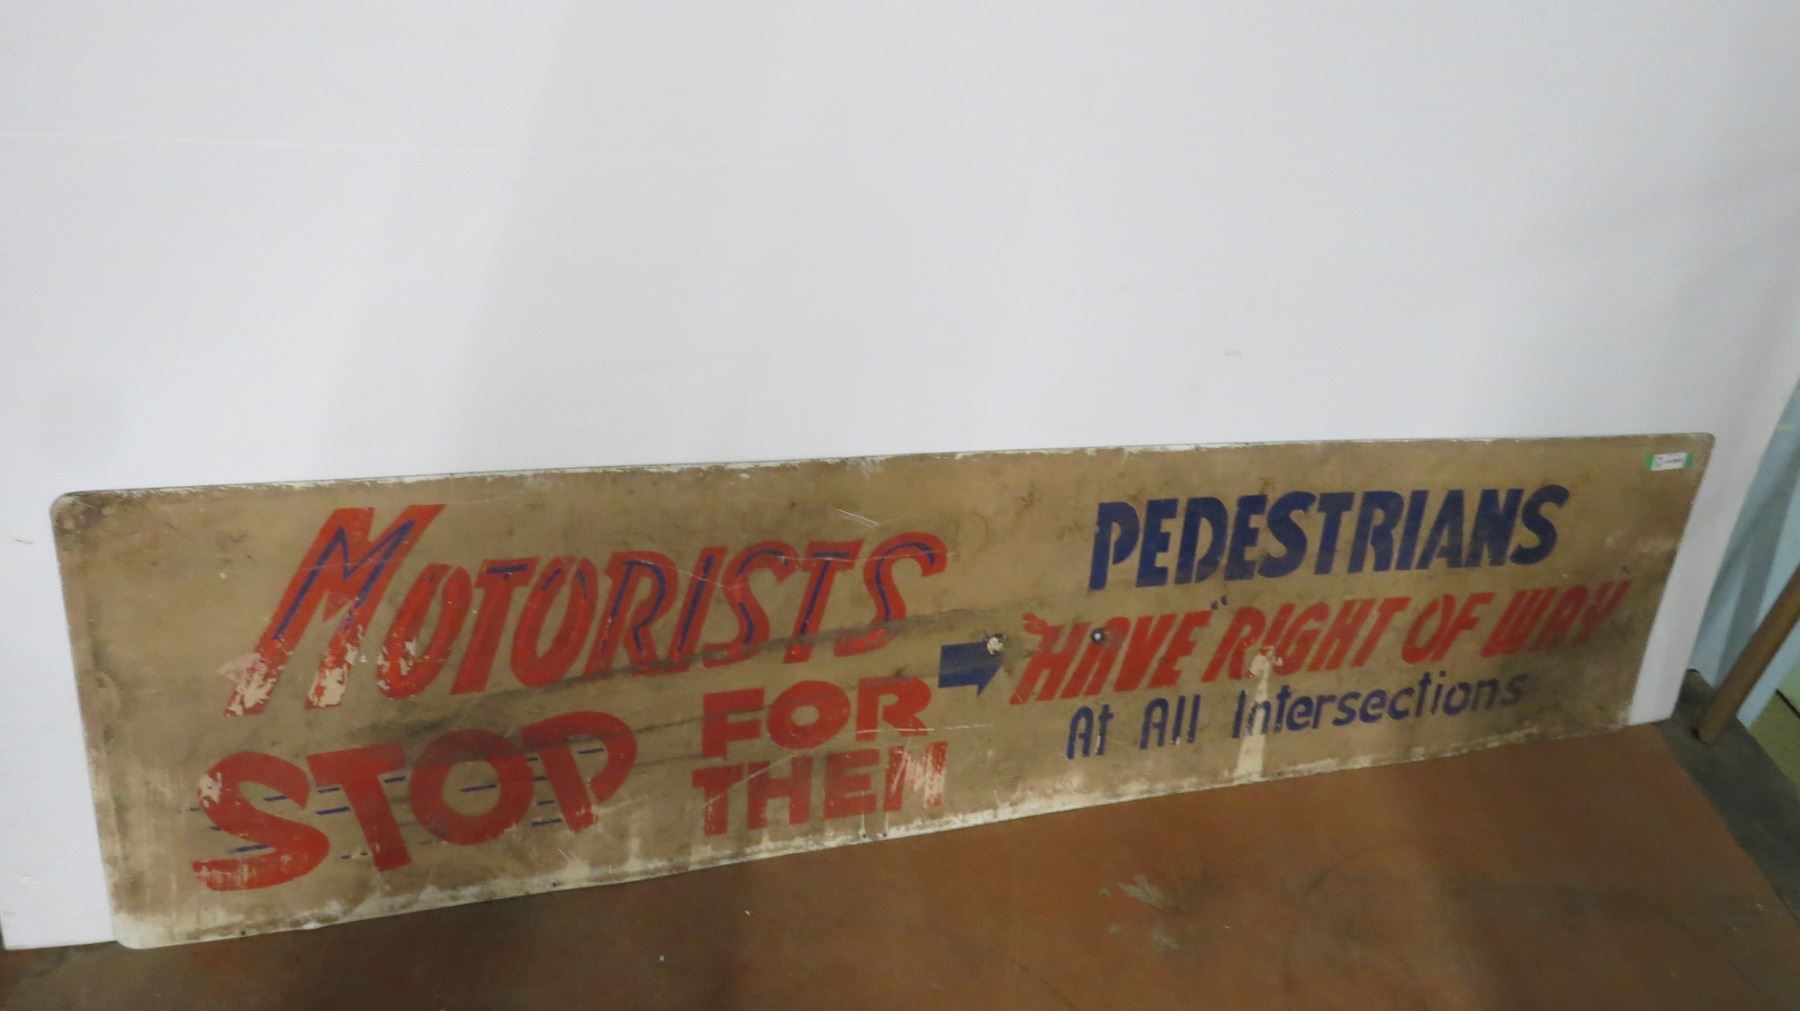 MOTORISTS
STOP FOR
THEM
PEDESTRIANS
"HAVE "RIGHT OF WAY"
At All Intersections